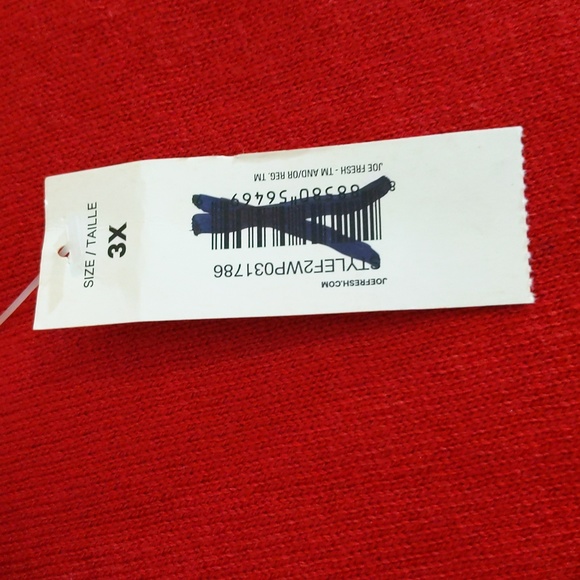 SIZE / TAILLE
3X
JOEFRESH.COM
STYLEF2WP031786
JOE FRESH - TM AND/OR REG. TM